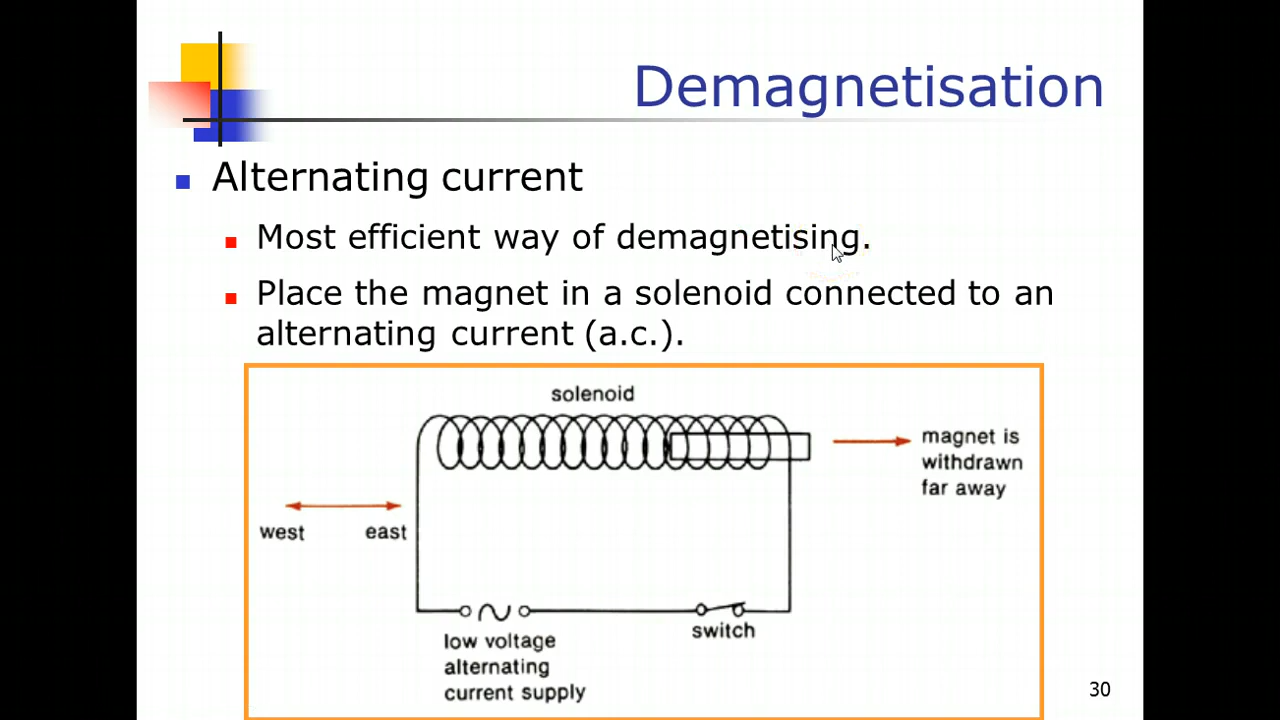 Demagnetisation
Alternating current
Most efficient way of demagnetising.
Place the magnet in a solenoid connected to an
alternating current (a.c.).
solenoid
magnet is
withdrawn
far away
west east
switch
low voltage
alternating
current supply
30